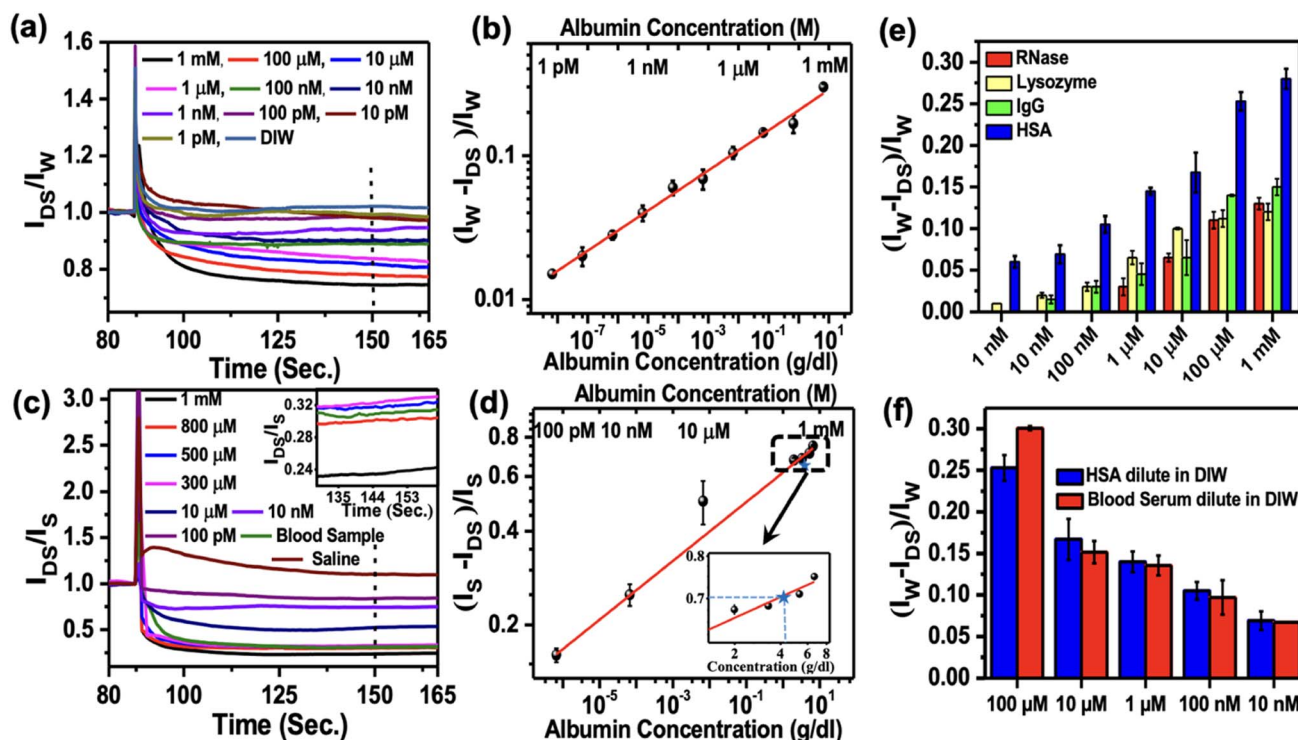 (a)
1.6
1.4
1.2
1.0
0.8
I_DS/I_W
1 mM, 100 µM, 10 µM
1 µM, 100 nM, 10 nM
1 nM, 100 pM, 10 pM
1 pM, DIW
80 100 120 150 165
Time (Sec.)
(b)
Albumin Concentration (M)
1 pM 1 nM 1 µM 1 mM
0.1
0.01
(I_W-I_DS)/I_W
10^-7 10^-5 10^-3 10^-1 10^1
Albumin Concentration (g/dl)
(e)
RNase
Lysozyme
IgG
HSA
0.30
0.25
0.20
0.15
0.10
0.05
0.00
(I_W-I_DS)/I_W
1 nM 10 nM 100 nM 1 µM 10 µM 100 µM 1 mM
(c)
3.0
2.5
2.0
1.5
1.0
0.5
I_DS/I_S
1 mM
800 µM
500 µM
300 µM
10 µM 10 nM
100 pM Blood Sample
Saline
0.32
0.28
0.24
I_DS/I_S
135 144 153
Time (Sec.)
80 100 120 150 165
Time (Sec.)
(d)
Albumin Concentration (M)
100 pM 10 nM 10 µM 1 mM
0.8
0.6
0.4
0.2
(I_S-I_DS)/I_S
0.8
0.7
2 4 6 8
Concentration (g/dl)
10^-5 10^-3 10^-1 10^1
Albumin Concentration (g/dl)
(f)
HSA dilute in DIW
Blood Serum dilute in DIW
0.30
0.25
0.20
0.15
0.10
0.05
0.00
(I_W-I_DS)/I_W
100 µM 10 µM 1 µM 100 nM 10 nM